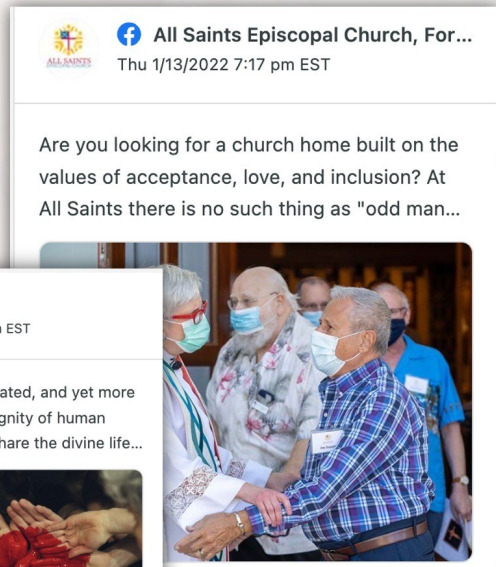 All Saints Episcopal Church, For...
Thu 1/13/2022 7:17 pm EST
ALL SAINTS
EPISCOPAL CHURCH
Are you looking for a church home built on the
values of acceptance, love, and inclusion? At
All Saints there is no such thing as "odd man...
EST
ated, and yet more
gnity of human
hare the divine life...